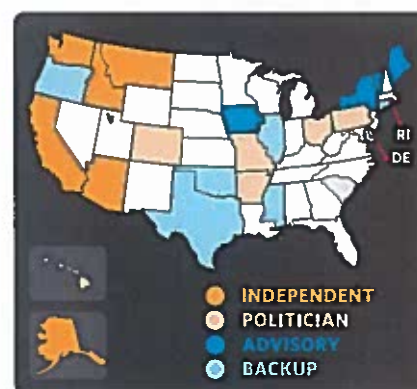 RI
DE
INDEPENDENT
POLITICIAN
ADVISORY
BACKUP